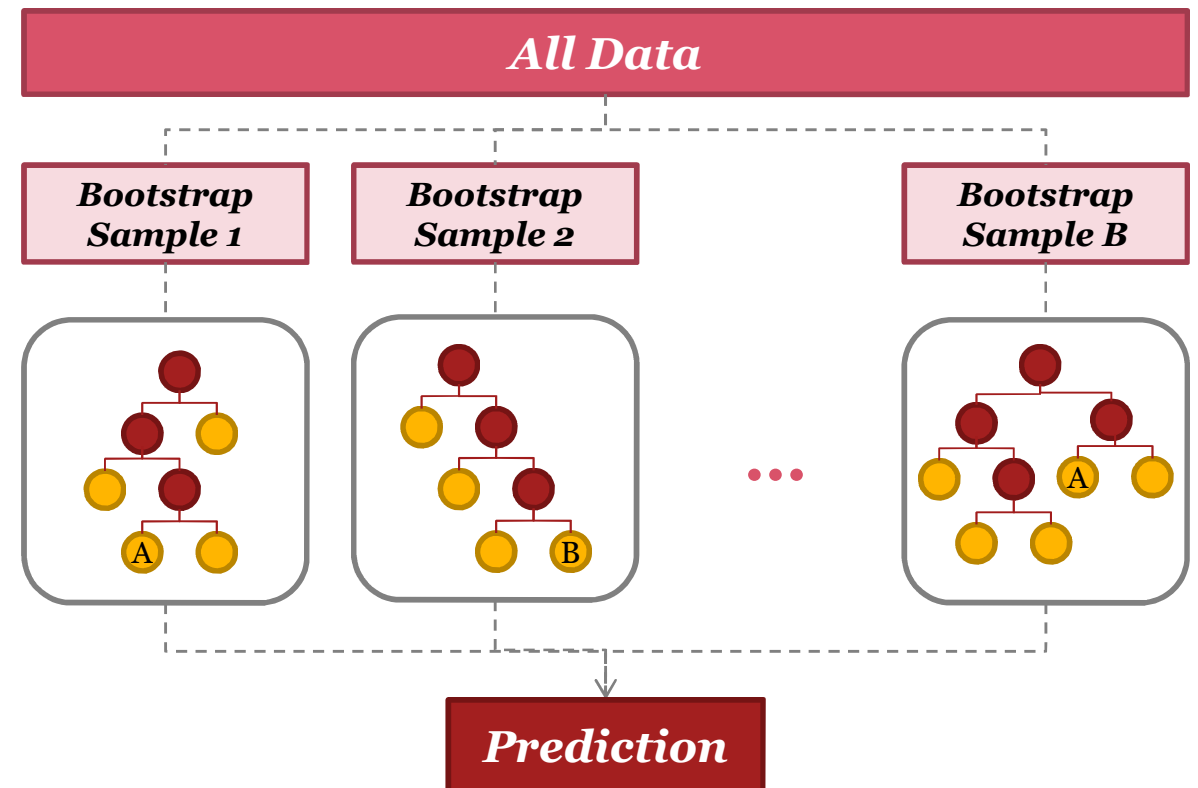 All Data
Bootstrap
Sample 1
Bootstrap
Sample 2
Bootstrap
Sample B
A
B
A
Prediction